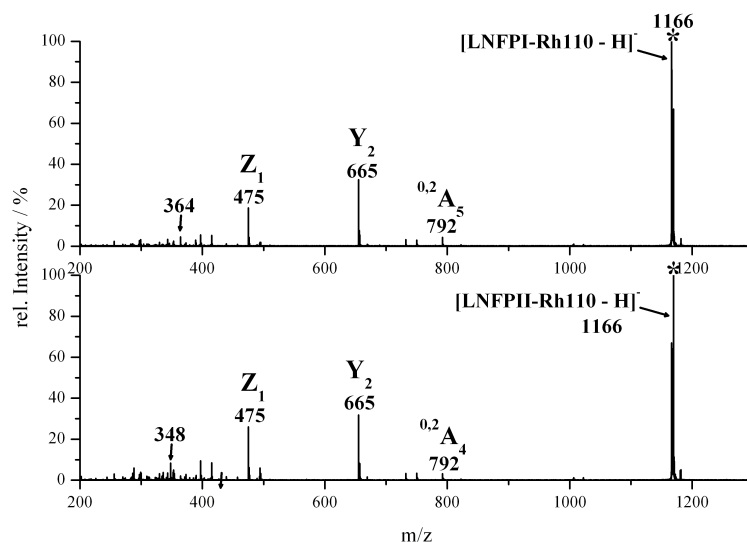 1166
*
[LNFPI-Rh110 - H]⁻
100
80
60
40
20
0
Y₂
665
Z₁
475
⁰,²A₅
792
364
200 400 600 800 1000 1200
*
[LNFPII-Rh110 - H]⁻
1166
100
80
60
40
20
0
Y₂
665
Z₁
475
⁰,²A₄
792
348
200 400 600 800 1000 1200
m/z
rel. Intensity / %